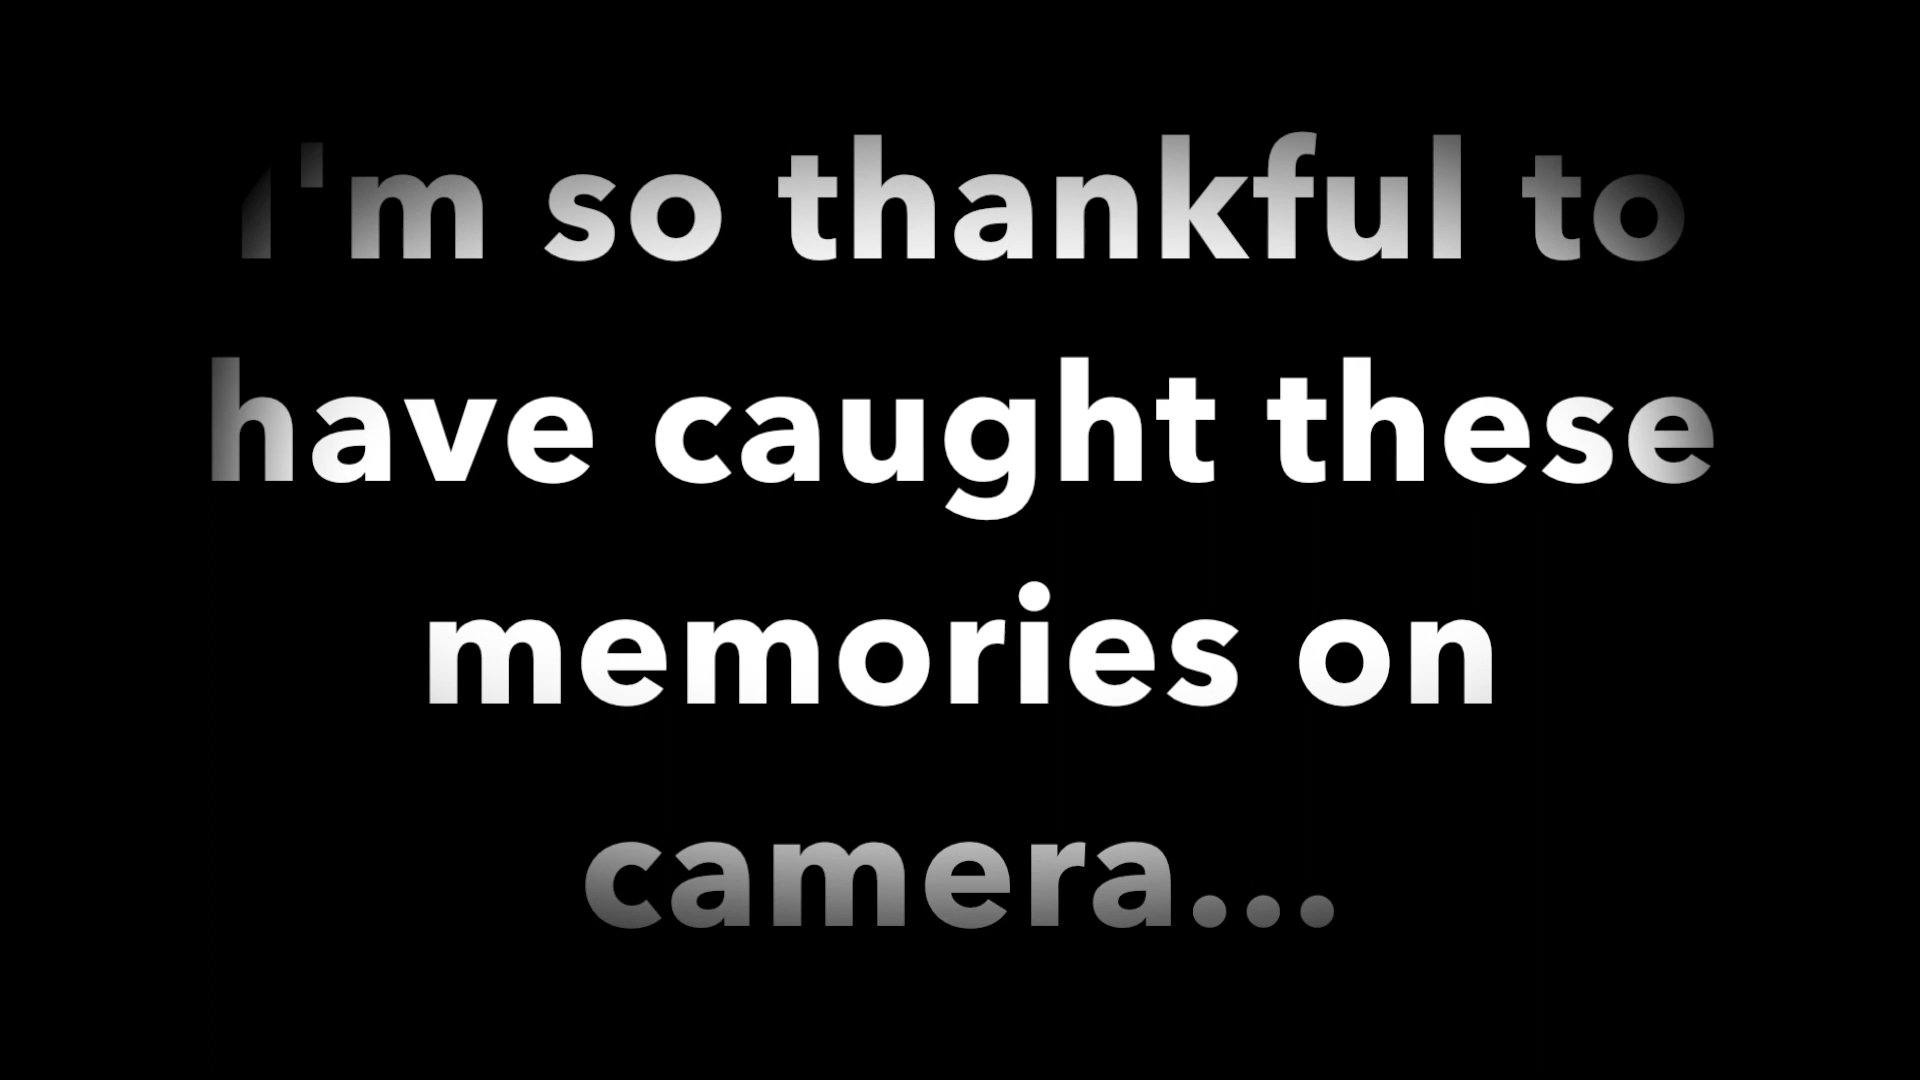 I'm so thankful to
have caught these
memories on
camera...